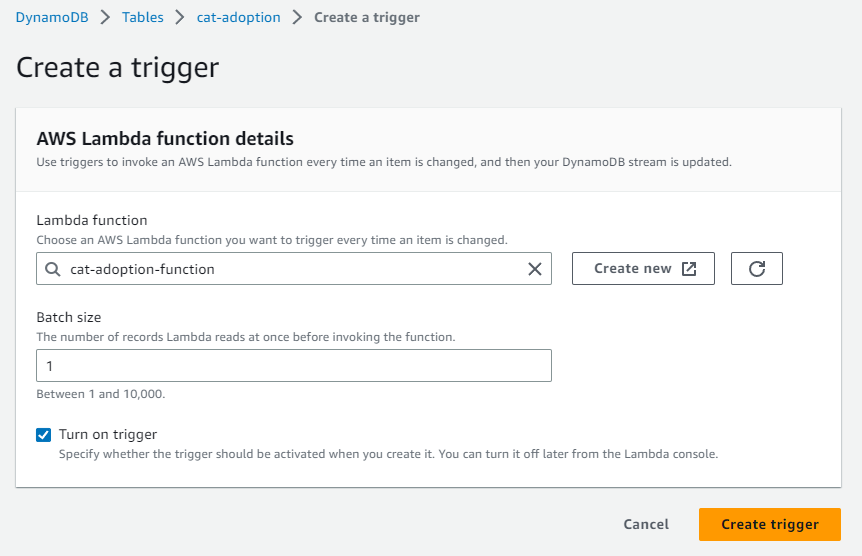 DynamoDB > Tables > cat-adoption > Create a trigger
Create a trigger
AWS Lambda function details
Use triggers to invoke an AWS Lambda function every time an item is changed, and then your DynamoDB stream is updated.
Lambda function
Choose an AWS Lambda function you want to trigger every time an item is changed.
cat-adoption-function
Create new
Batch size
The number of records Lambda reads at once before invoking the function.
1
Between 1 and 10,000.
Turn on trigger
Specify whether the trigger should be activated when you create it. You can turn it off later from the Lambda console.
Cancel
Create trigger